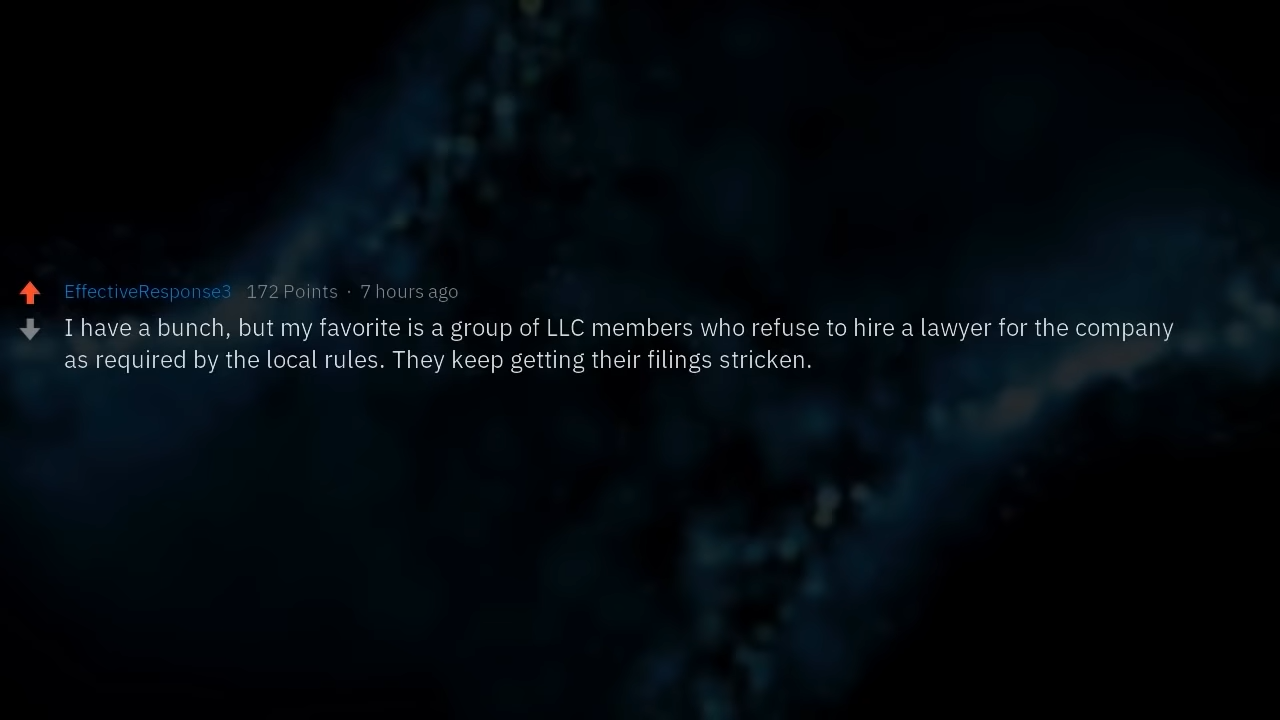 EffectiveResponse3 172 Points · 7 hours ago
I have a bunch, but my favorite is a group of LLC members who refuse to hire a lawyer for the company
as required by the local rules. They keep getting their filings stricken.